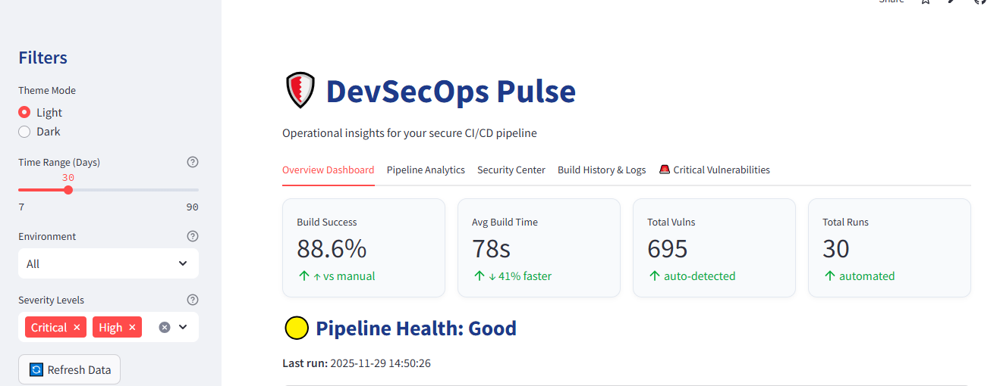 Share
Filters
Theme Mode
Light
Dark
Time Range (Days)
30
7 90
Environment
All
Severity Levels
Critical × High ×
Refresh Data
DevSecOps Pulse
Operational insights for your secure CI/CD pipeline
Overview Dashboard Pipeline Analytics Security Center Build History & Logs Critical Vulnerabilities
Build Success
88.6%
↑ ↑ vs manual
Avg Build Time
78s
↑ ↓ 41% faster
Total Vulns
695
↑ auto-detected
Total Runs
30
↑ automated
Pipeline Health: Good
Last run: 2025-11-29 14:50:26